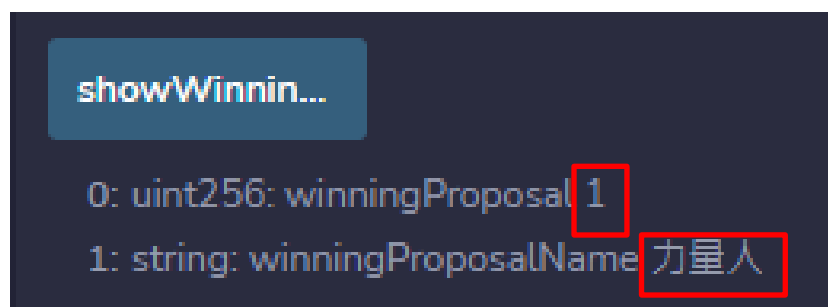 showWinnin...
0: uint256: winningProposal 1
1: string: winningProposalName 力量人